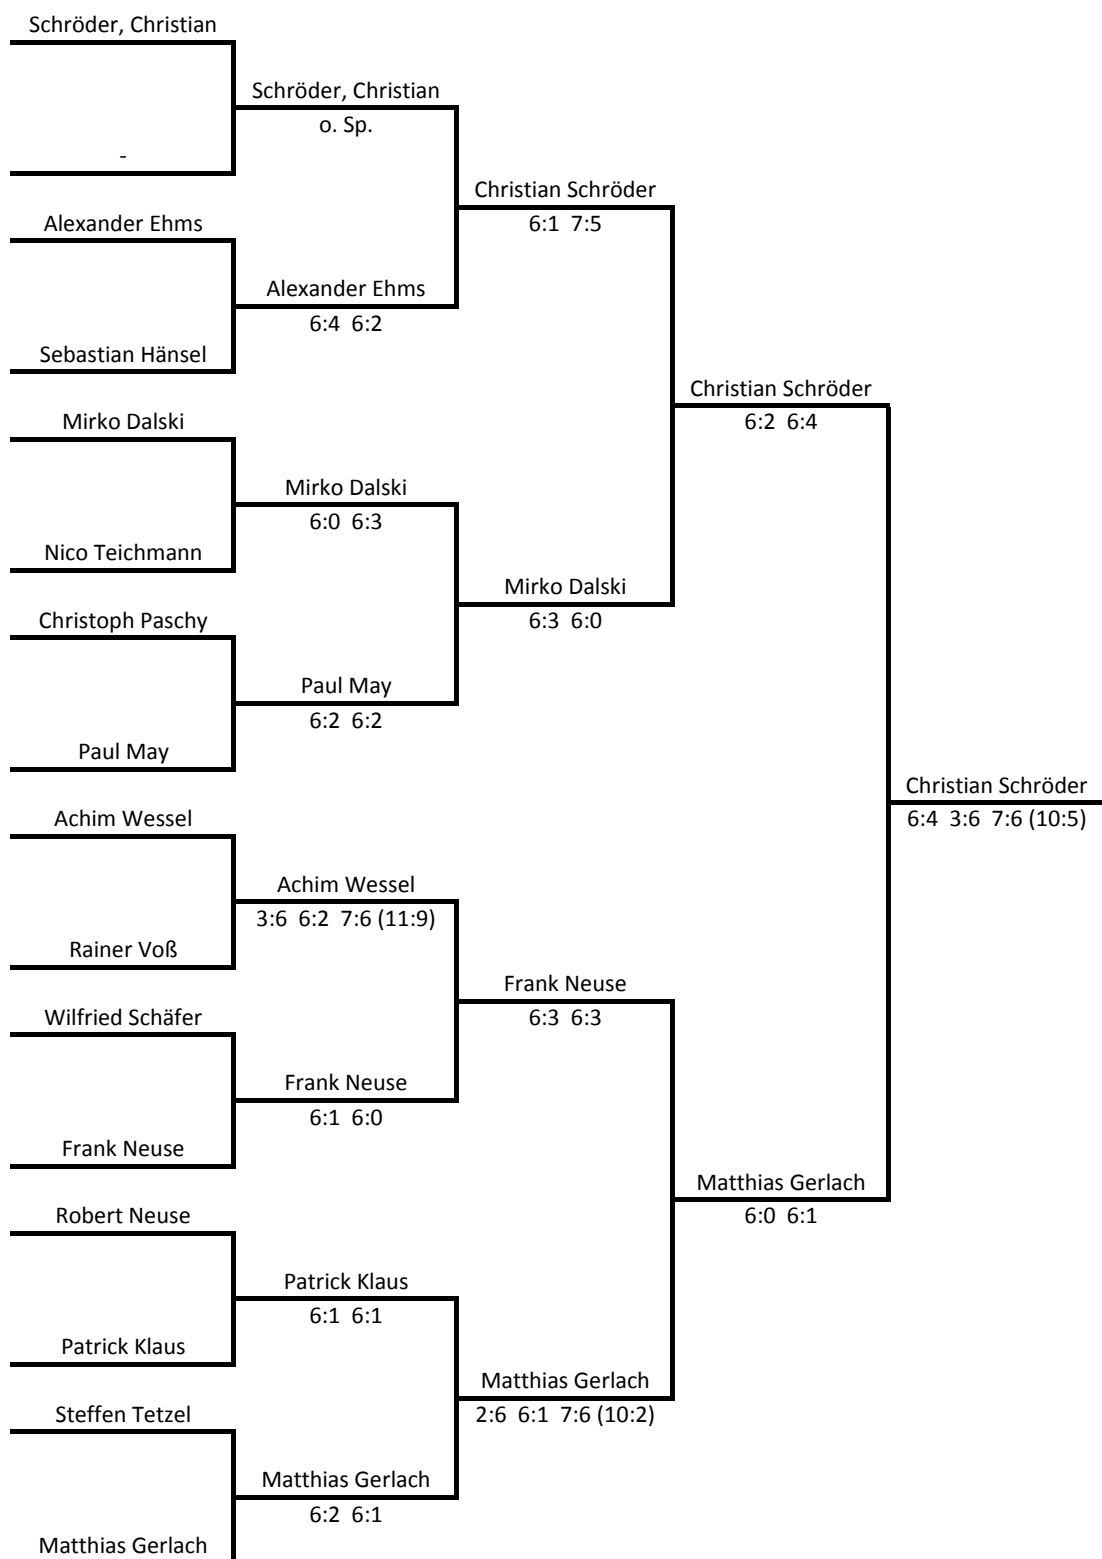 Schröder, Christian
Schröder, Christian
o. Sp.
-
Christian Schröder
6:1 7:5
Alexander Ehms
Alexander Ehms
6:4 6:2
Sebastian Hänsel
Christian Schröder
6:2 6:4
Mirko Dalski
Mirko Dalski
6:0 6:3
Nico Teichmann
Mirko Dalski
6:3 6:0
Christoph Paschy
Paul May
6:2 6:2
Paul May
Christian Schröder
6:4 3:6 7:6 (10:5)
Achim Wessel
Achim Wessel
3:6 6:2 7:6 (11:9)
Rainer Voß
Frank Neuse
6:3 6:3
Wilfried Schäfer
Frank Neuse
6:1 6:0
Frank Neuse
Matthias Gerlach
6:0 6:1
Robert Neuse
Patrick Klaus
6:1 6:1
Patrick Klaus
Matthias Gerlach
2:6 6:1 7:6 (10:2)
Steffen Tetzel
Matthias Gerlach
6:2 6:1
Matthias Gerlach